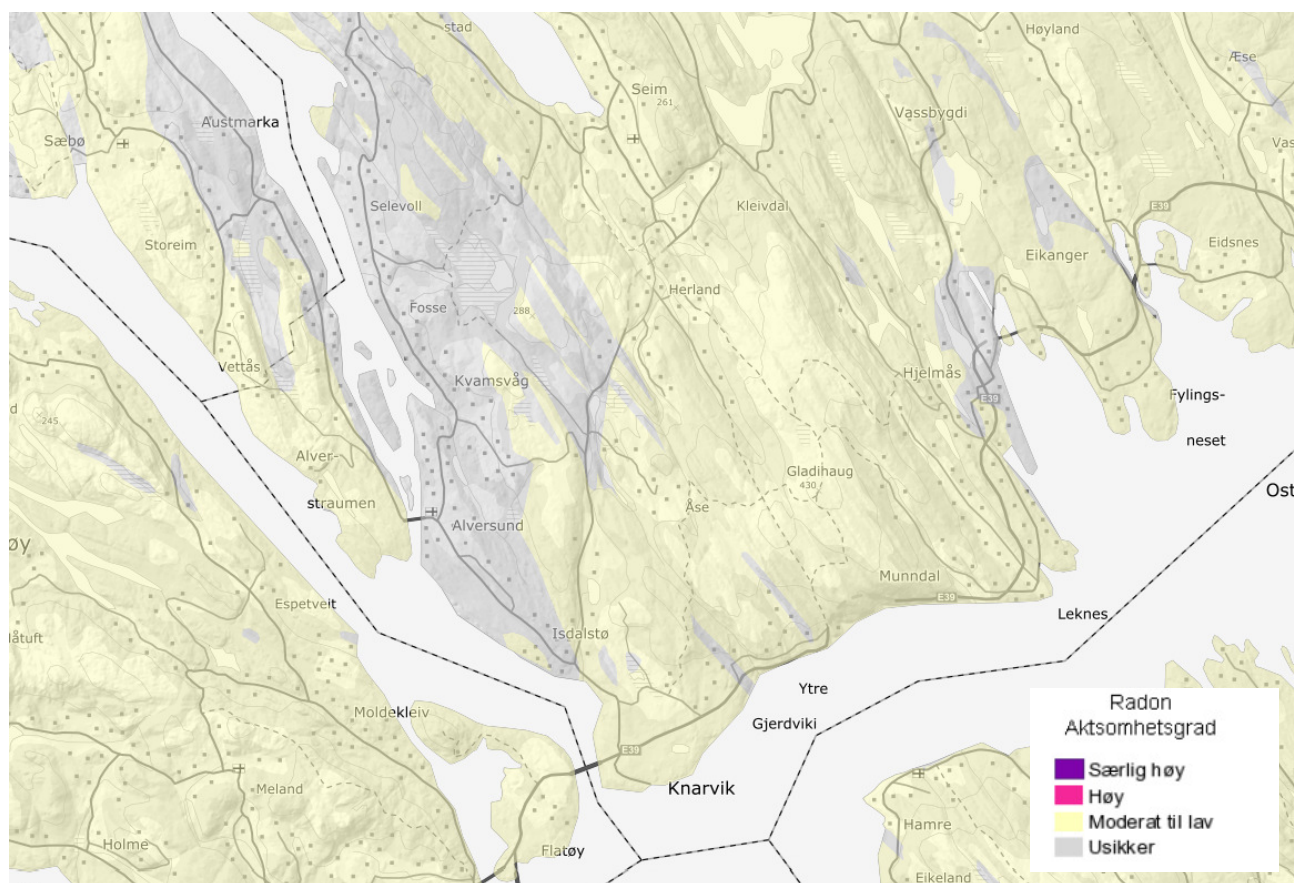 stad
Høyland
Æse
Seim
261
Vassbygdi
Austmarka
Sæbø
Vas
Selevoll
Kleivdal
E39
Storeim
Eidsnes
Eikanger
Herland
Fosse
288
Vettås
Kvamsvåg
Hjelmås
E39
Fylings-
neset
245
Alver-
straumen
Gladihaug
430
Ost
Åse
Alversund
Munndal
E39
Espetveit
Leknes
Isdalstø
Ytre
Gjerdviki
Moldekleiv
E39
Meland
Knarvik
Holme
Flatøy
Hamre
Eikeland
Radon
Aktsomhetsgrad
Særlig høy
Høy
Moderat til lav
Usikker